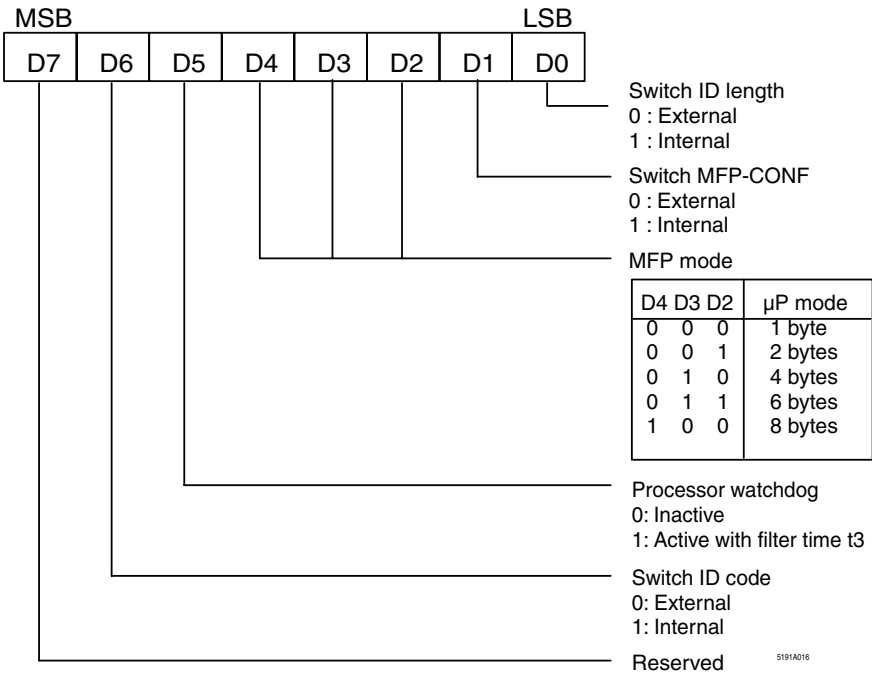 MSB LSB
D7 D6 D5 D4 D3 D2 D1 D0
Switch ID length
0 : External
1 : Internal
Switch MFP-CONF
0 : External
1 : Internal
MFP mode
D4 D3 D2 µP mode
0 0 0 1 byte
0 0 1 2 bytes
0 1 0 4 bytes
0 1 1 6 bytes
1 0 0 8 bytes
Processor watchdog
0: Inactive
1: Active with filter time t3
Switch ID code
0: External
1: Internal
Reserved 5191A016